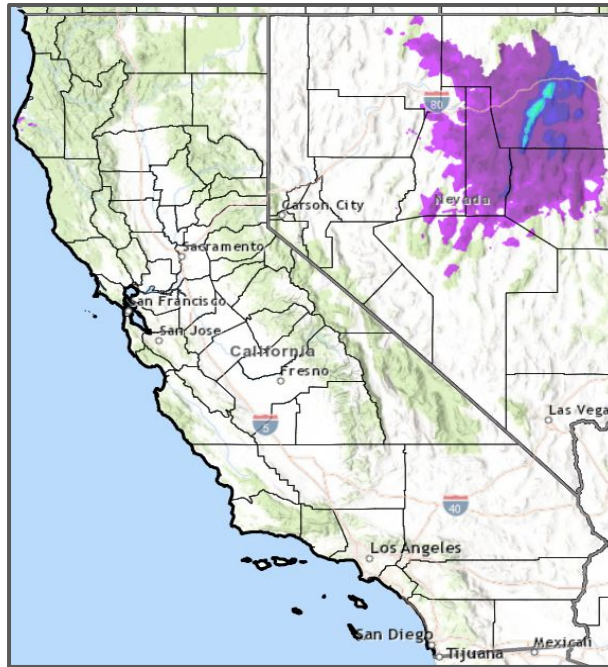 80
Nevada
Carson City
Sacramento
San Francisco
San Jose
California
Fresno
5
Las Vega
40
Los Angeles
San Diego
Tijuana
Mexicali